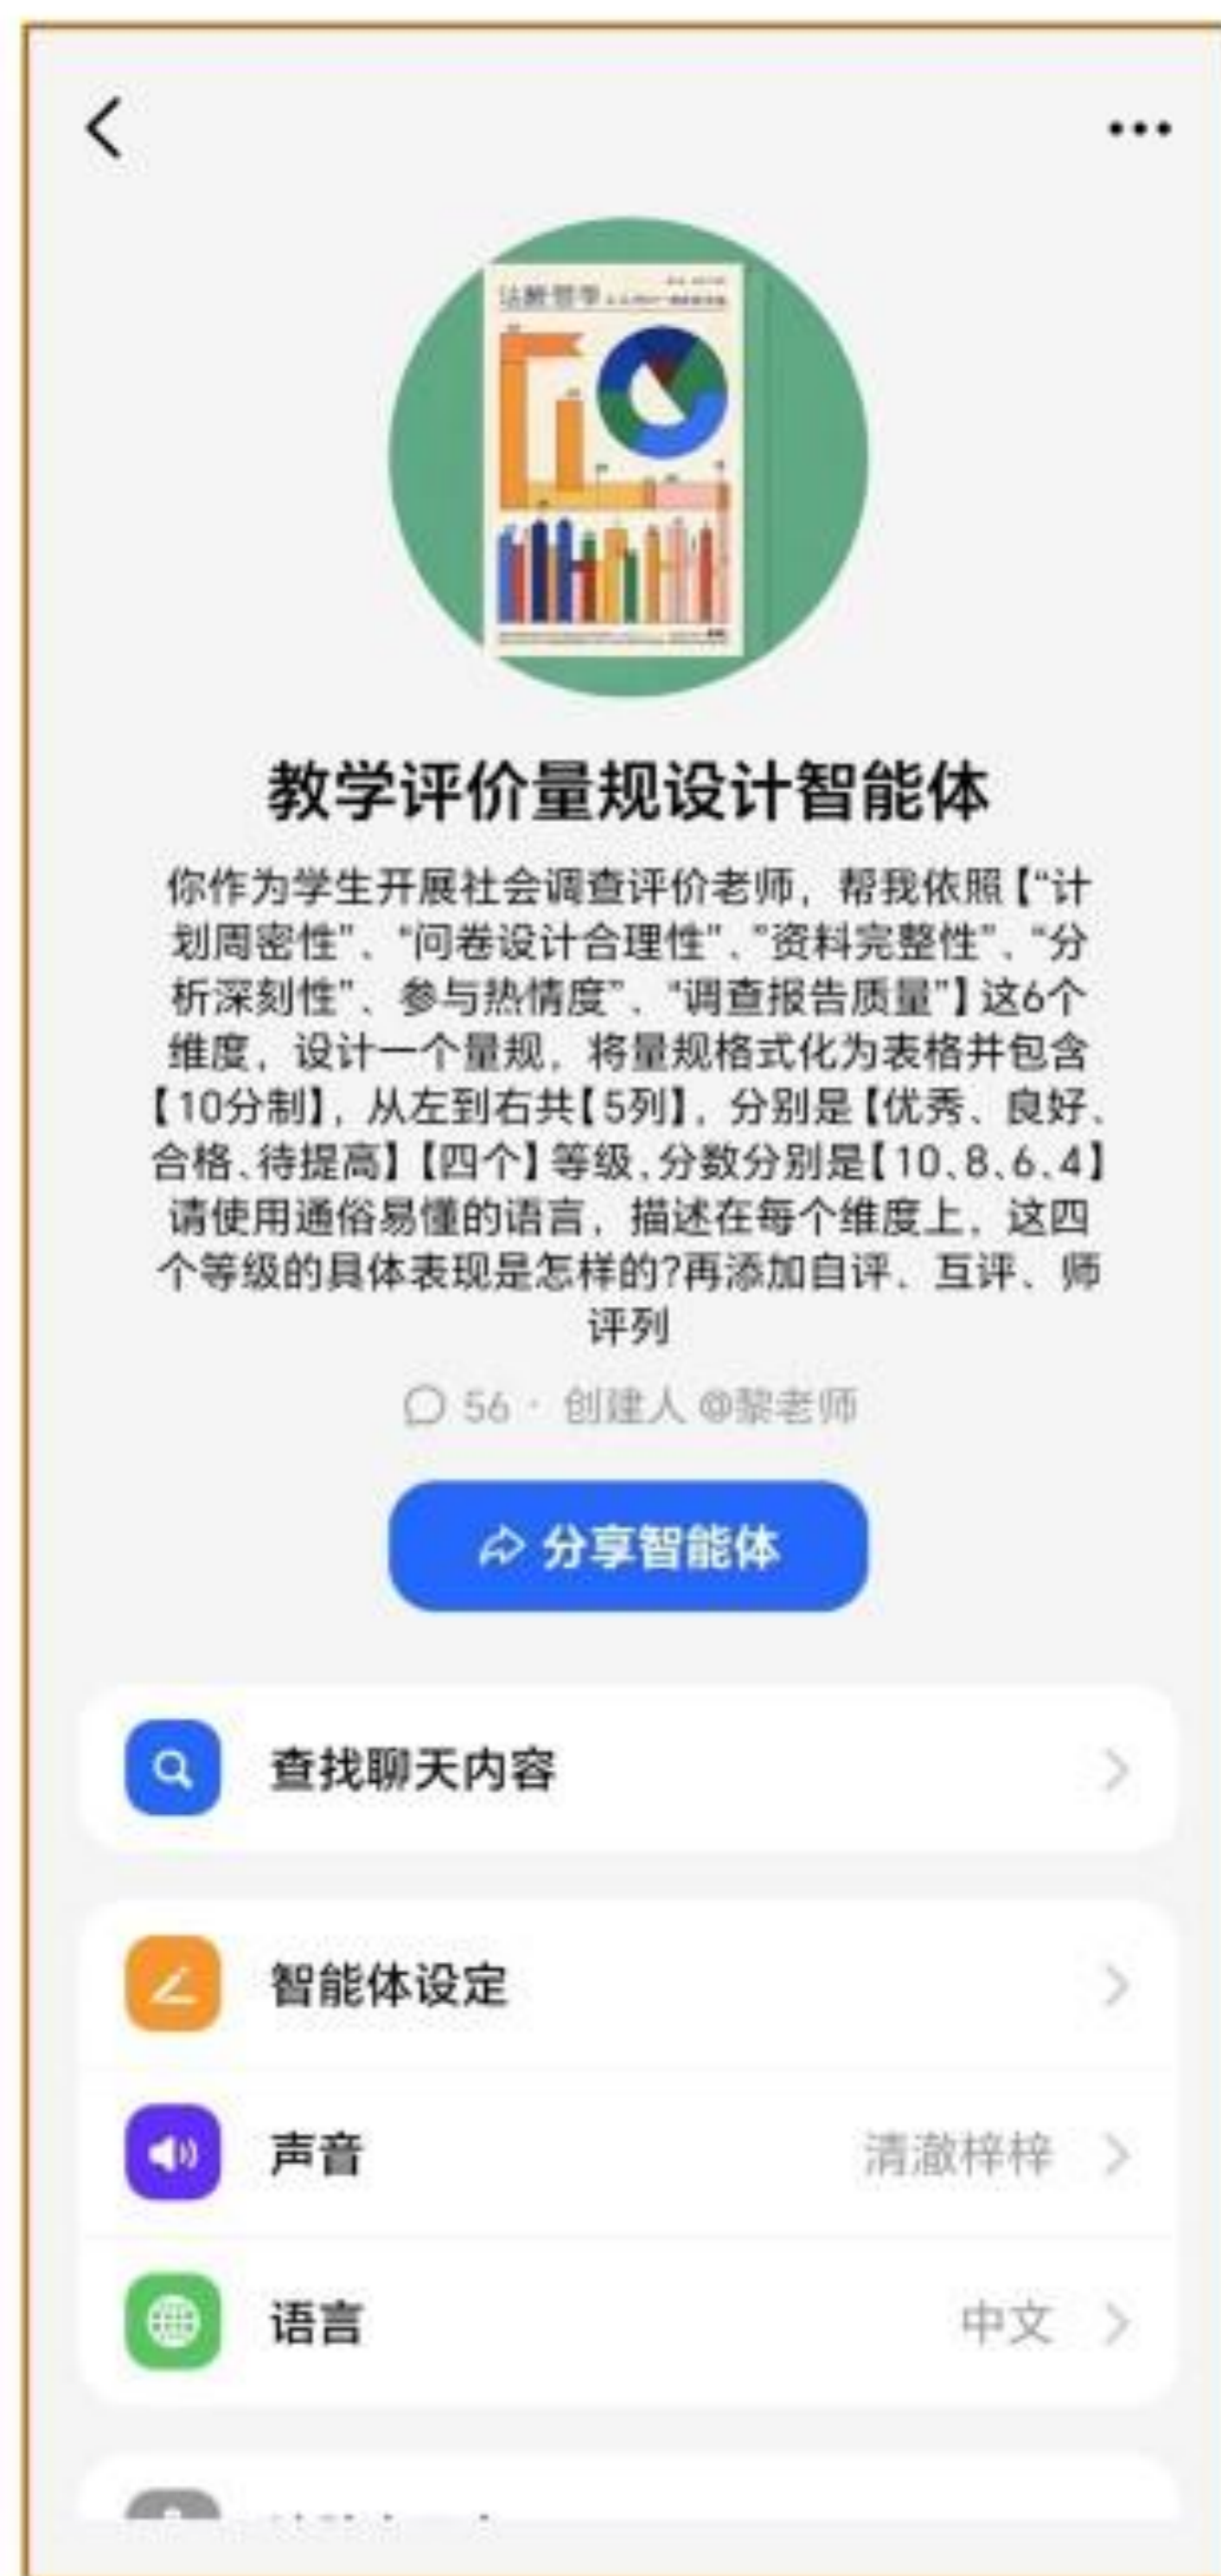 教学评价量规设计智能体
你作为学生开展社会调查评价老师，帮我依照【“计
划周密性”、“问卷设计合理性”、”资料完整性”、“分
析深刻性”、参与热情度”、“调查报告质量”】这6个
维度，设计一个量规，将量规格式化为表格并包含
【10分制】，从左到右共【5列】，分别是【优秀、良好、
合格、待提高】【四个】等级，分数分别是【10、8、6、4】
请使用通俗易懂的语言，描述在每个维度上，这四
个等级的具体表现是怎样的?再添加自评、互评、师
评列
56 · 创建人 @黎老师
分享智能体
查找聊天内容
智能体设定
声音 清澈梓梓
语言 中文